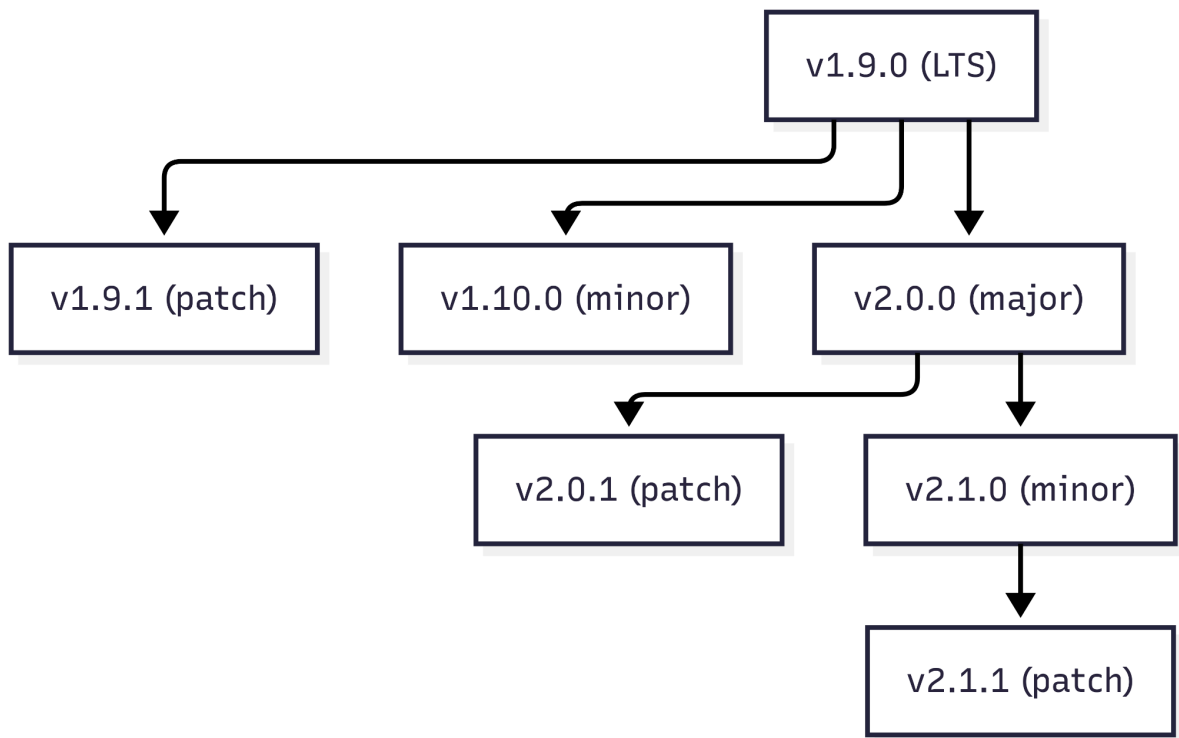 v1.9.0 (LTS)
v1.9.1 (patch)
v1.10.0 (minor)
v2.0.0 (major)
v2.0.1 (patch)
v2.1.0 (minor)
v2.1.1 (patch)